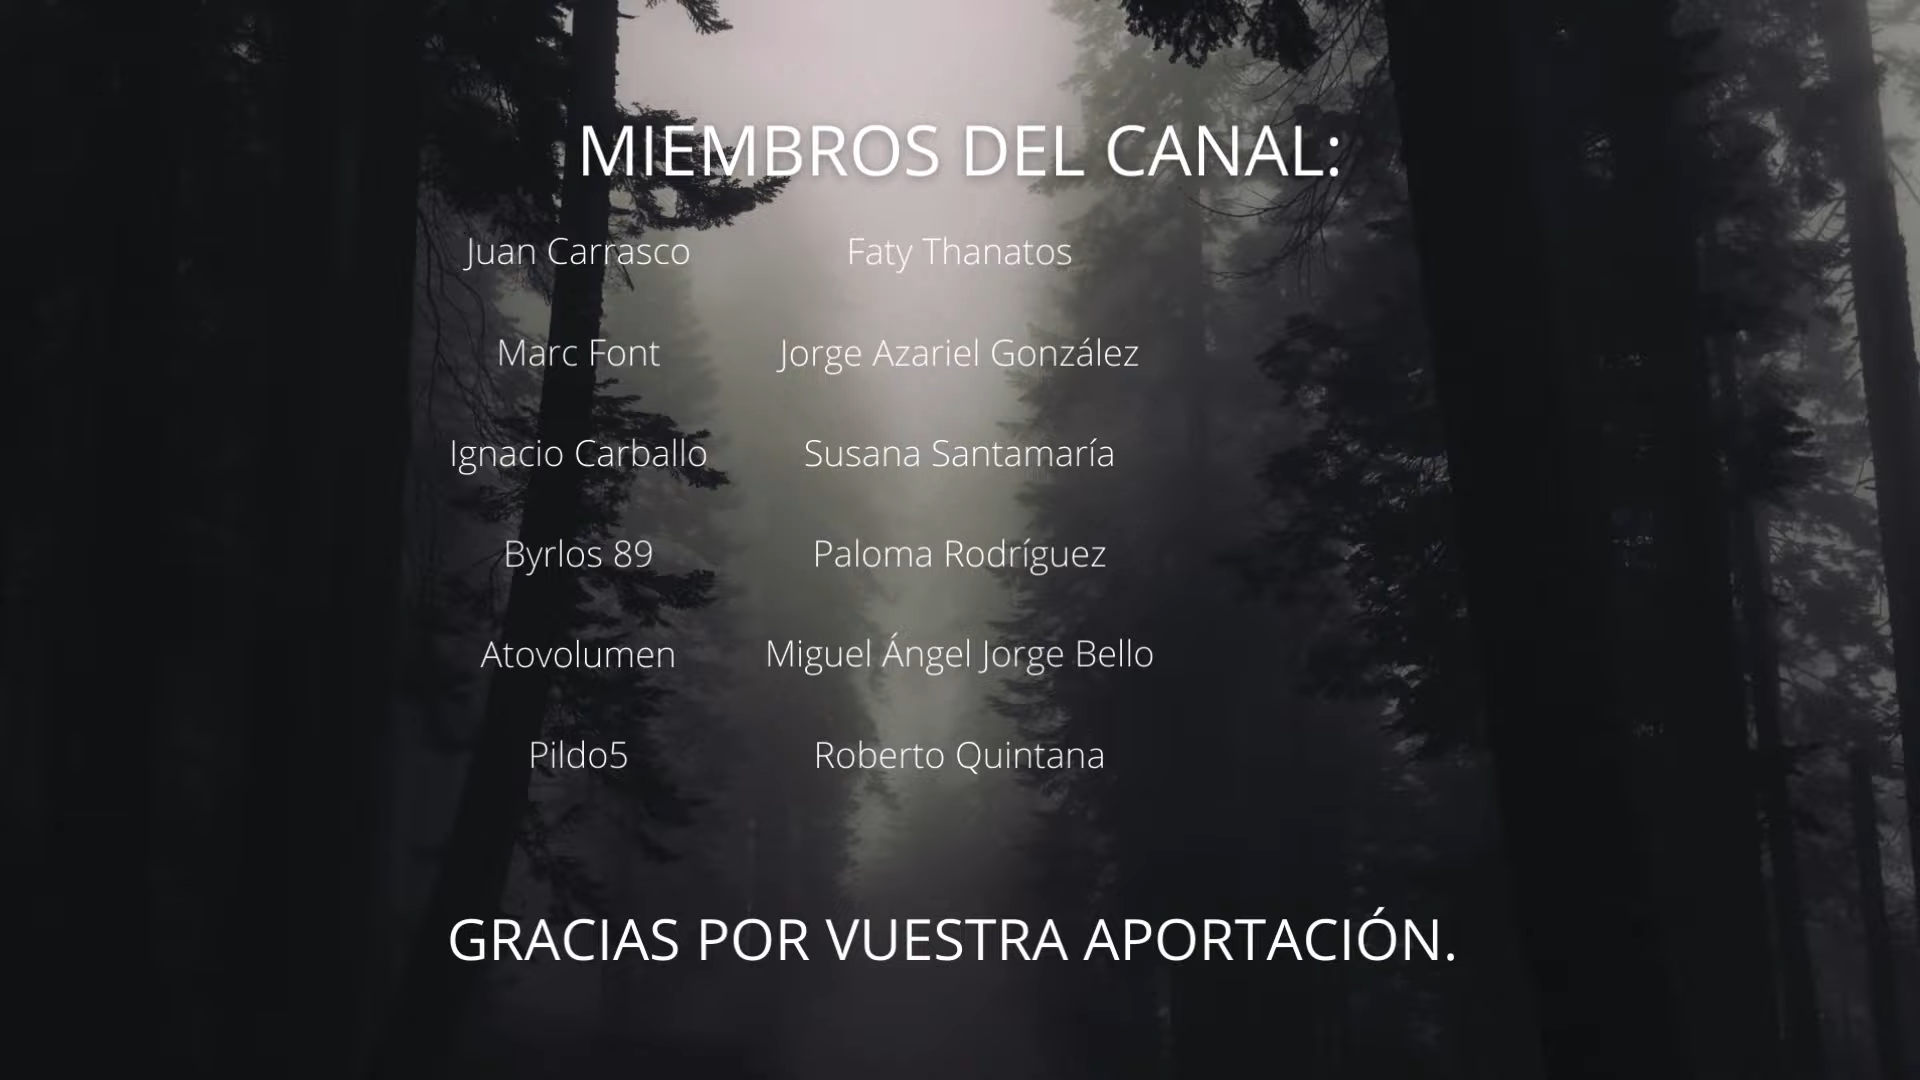 MIEMBROS DEL CANAL:
Juan Carrasco
Faty Thanatos
Marc Font
Jorge Azariel González
Ignacio Carballo
Susana Santamaría
Byrlos 89
Paloma Rodríguez
Atovolumen
Miguel Ángel Jorge Bello
Pildo5
Roberto Quintana
GRACIAS POR VUESTRA APORTACIÓN.